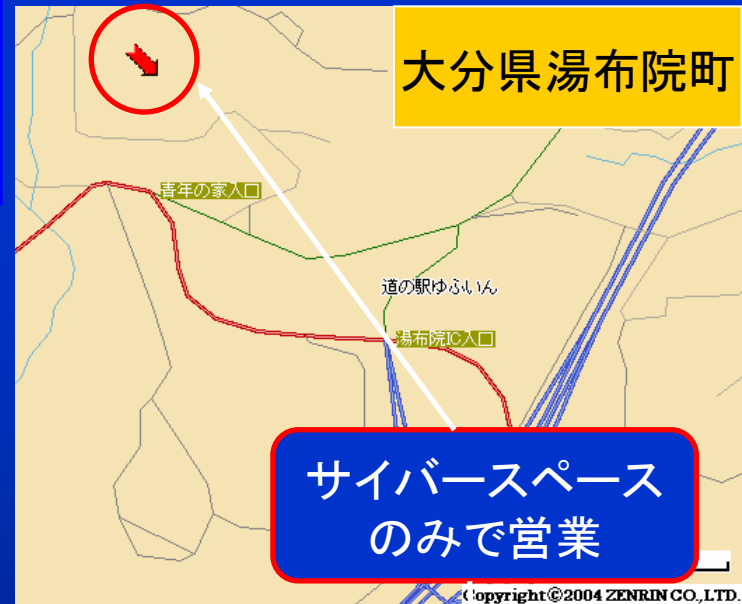 大分県湯布院町
青年の家入口
道の駅ゆふいん
湯布院IC入口
サイバースペース
のみで営業
Copyright©2004 ZENRIN CO.,LTD.